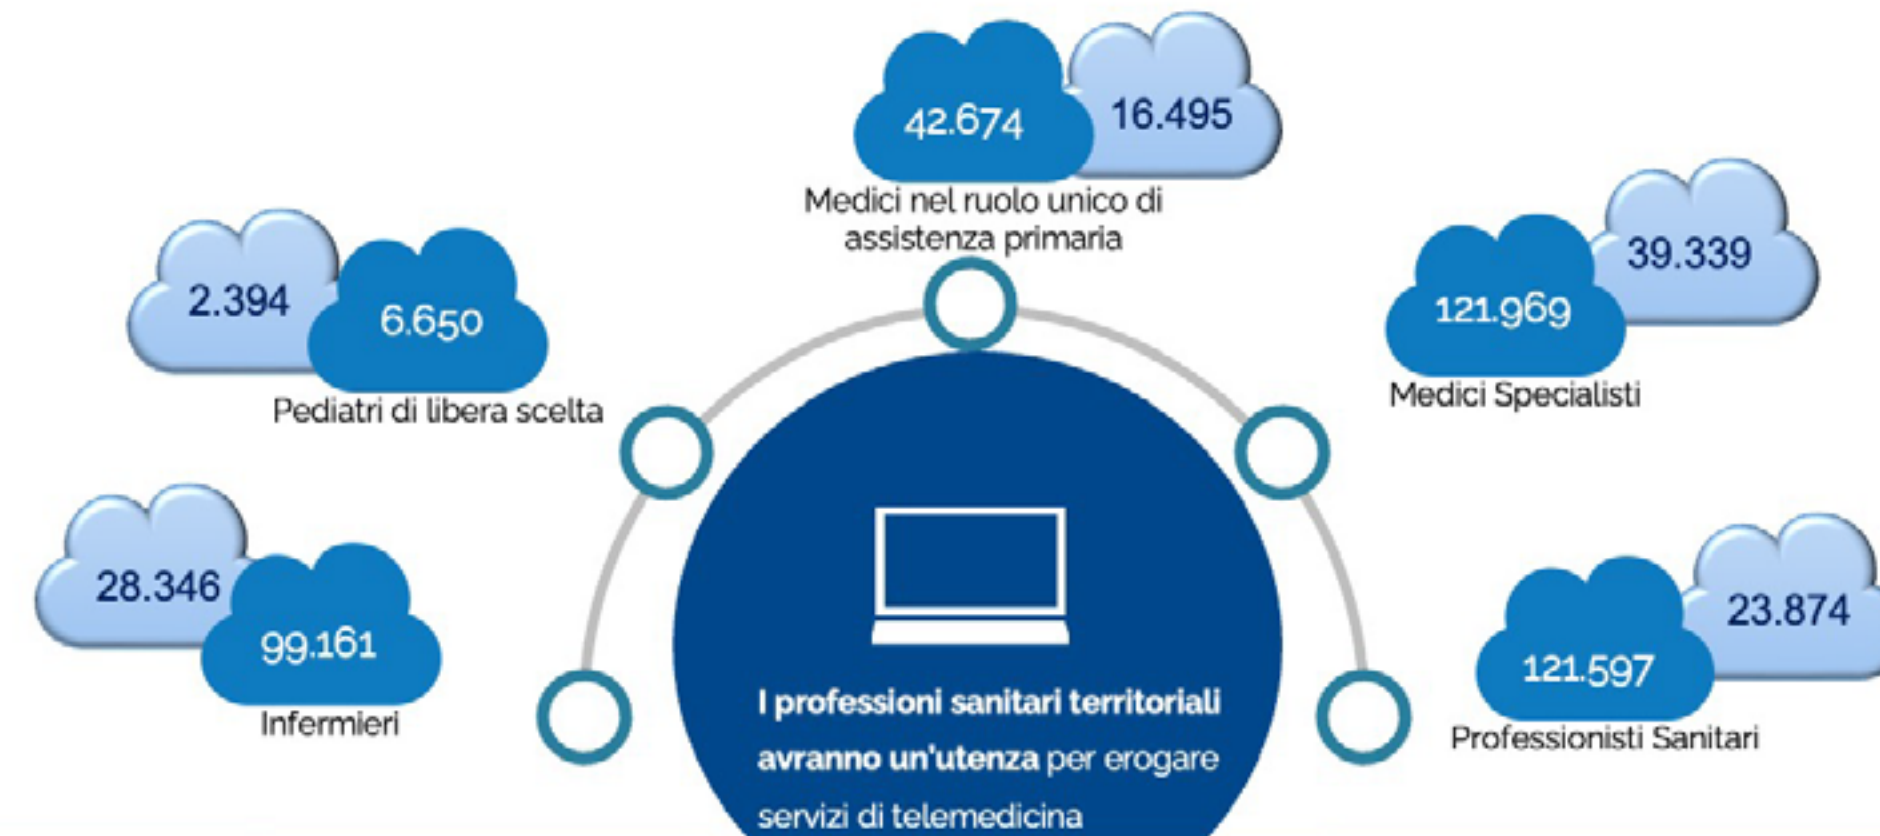 42.674
16.495
Medici nel ruolo unico di
assistenza primaria
2.394
6.650
Pediatri di libera scelta
39.339
121.969
Medici Specialisti
28.346
99.161
Infermieri
23.874
121.597
Professionisti Sanitari
I professioni sanitari territoriali
avranno un'utenza per erogare
servizi di telemedicina